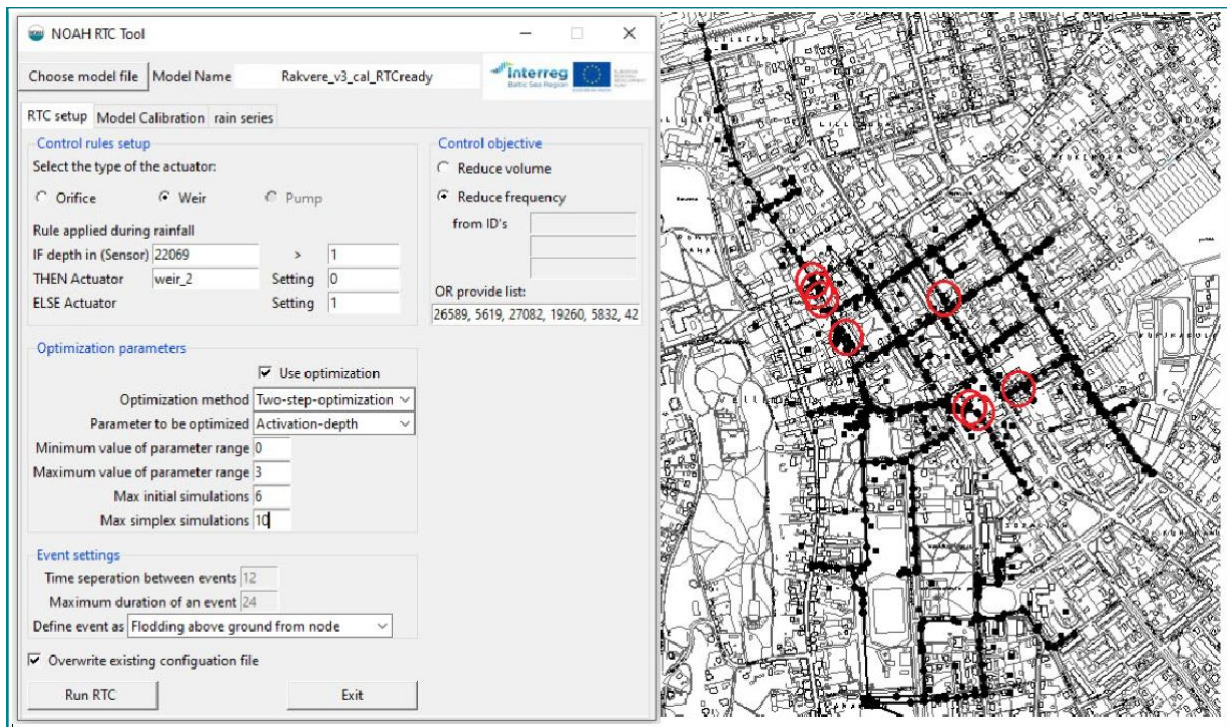 NOAH RTC Tool
Choose model file Model Name Rakvere_v3_cal_RTCready
Interreg
Baltic Sea Region
RTC setup Model Calibration rain series
Control rules setup
Select the type of the actuator:
Orifice Weir Pump
Rule applied during rainfall
IF depth in (Sensor) 22069 > 1
THEN Actuator weir_2 Setting 0
ELSE Actuator Setting 1
Control objective
Reduce volume
Reduce frequency
from ID's
OR provide list:
26589, 5619, 27082, 19260, 5832, 42
Optimization parameters
Use optimization
Optimization method Two-step-optimization
Parameter to be optimized Activation-depth
Minimum value of parameter range 0
Maximum value of parameter range 3
Max initial simulations 6
Max simplex simulations 10
Event settings
Time seperation between events 12
Maximum duration of an event 24
Define event as Flodding above ground from node
Overwrite existing configuation file
Run RTC Exit